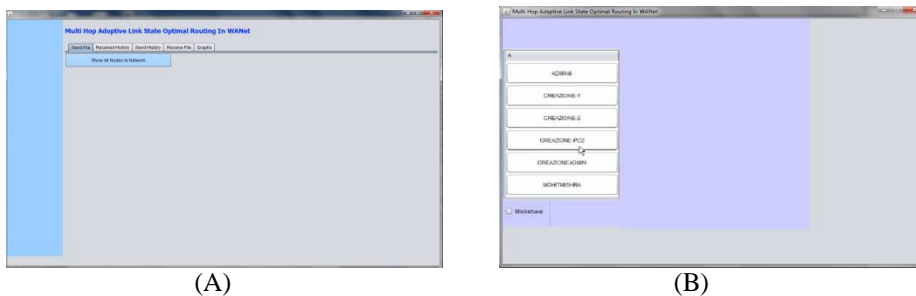 Multi Hop Adoptive Link State Optimal Routing In WANet
Send File Received History Send History Receive File Graphs
Show All Nodes In Network
(A)
Multi Hop Adaptive Link State Optimal Routing In WANet
A
ADMIN8
CREAZIONE-1
CREAZIONE-2
CREAZIONE-PC2
CREAZIONEADMIN
MOHITMISHRA
Misbehave
(B)